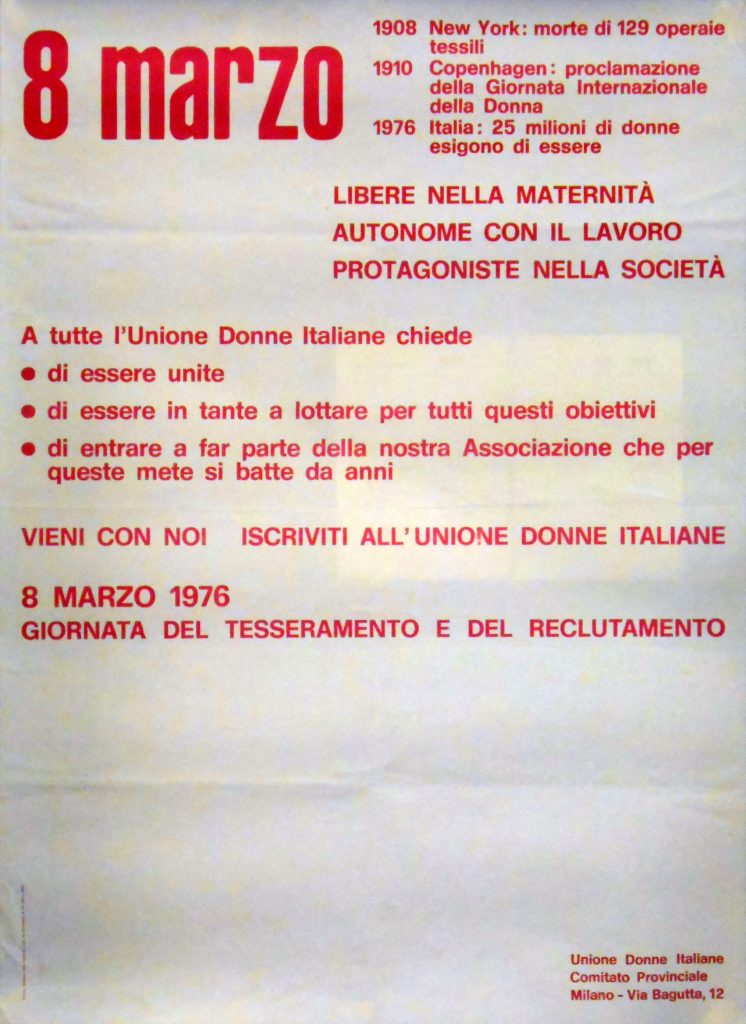 8 marzo
1908 New York: morte di 129 operaie
tessili
1910 Copenhagen: proclamazione
della Giornata Internazionale
della Donna
1976 Italia: 25 milioni di donne
esigono di essere
LIBERE NELLA MATERNITÀ
AUTONOME CON IL LAVORO
PROTAGONISTE NELLA SOCIETÀ
A tutte l'Unione Donne Italiane chiede
● di essere unite
● di essere in tante a lottare per tutti questi obiettivi
● di entrare a far parte della nostra Associazione che per
queste mete si batte da anni
VIENI CON NOI ISCRIVITI ALL'UNIONE DONNE ITALIANE
8 MARZO 1976
GIORNATA DEL TESSERAMENTO E DEL RECLUTAMENTO
Unione Donne Italiane
Comitato Provinciale
Milano - Via Bagutta, 12